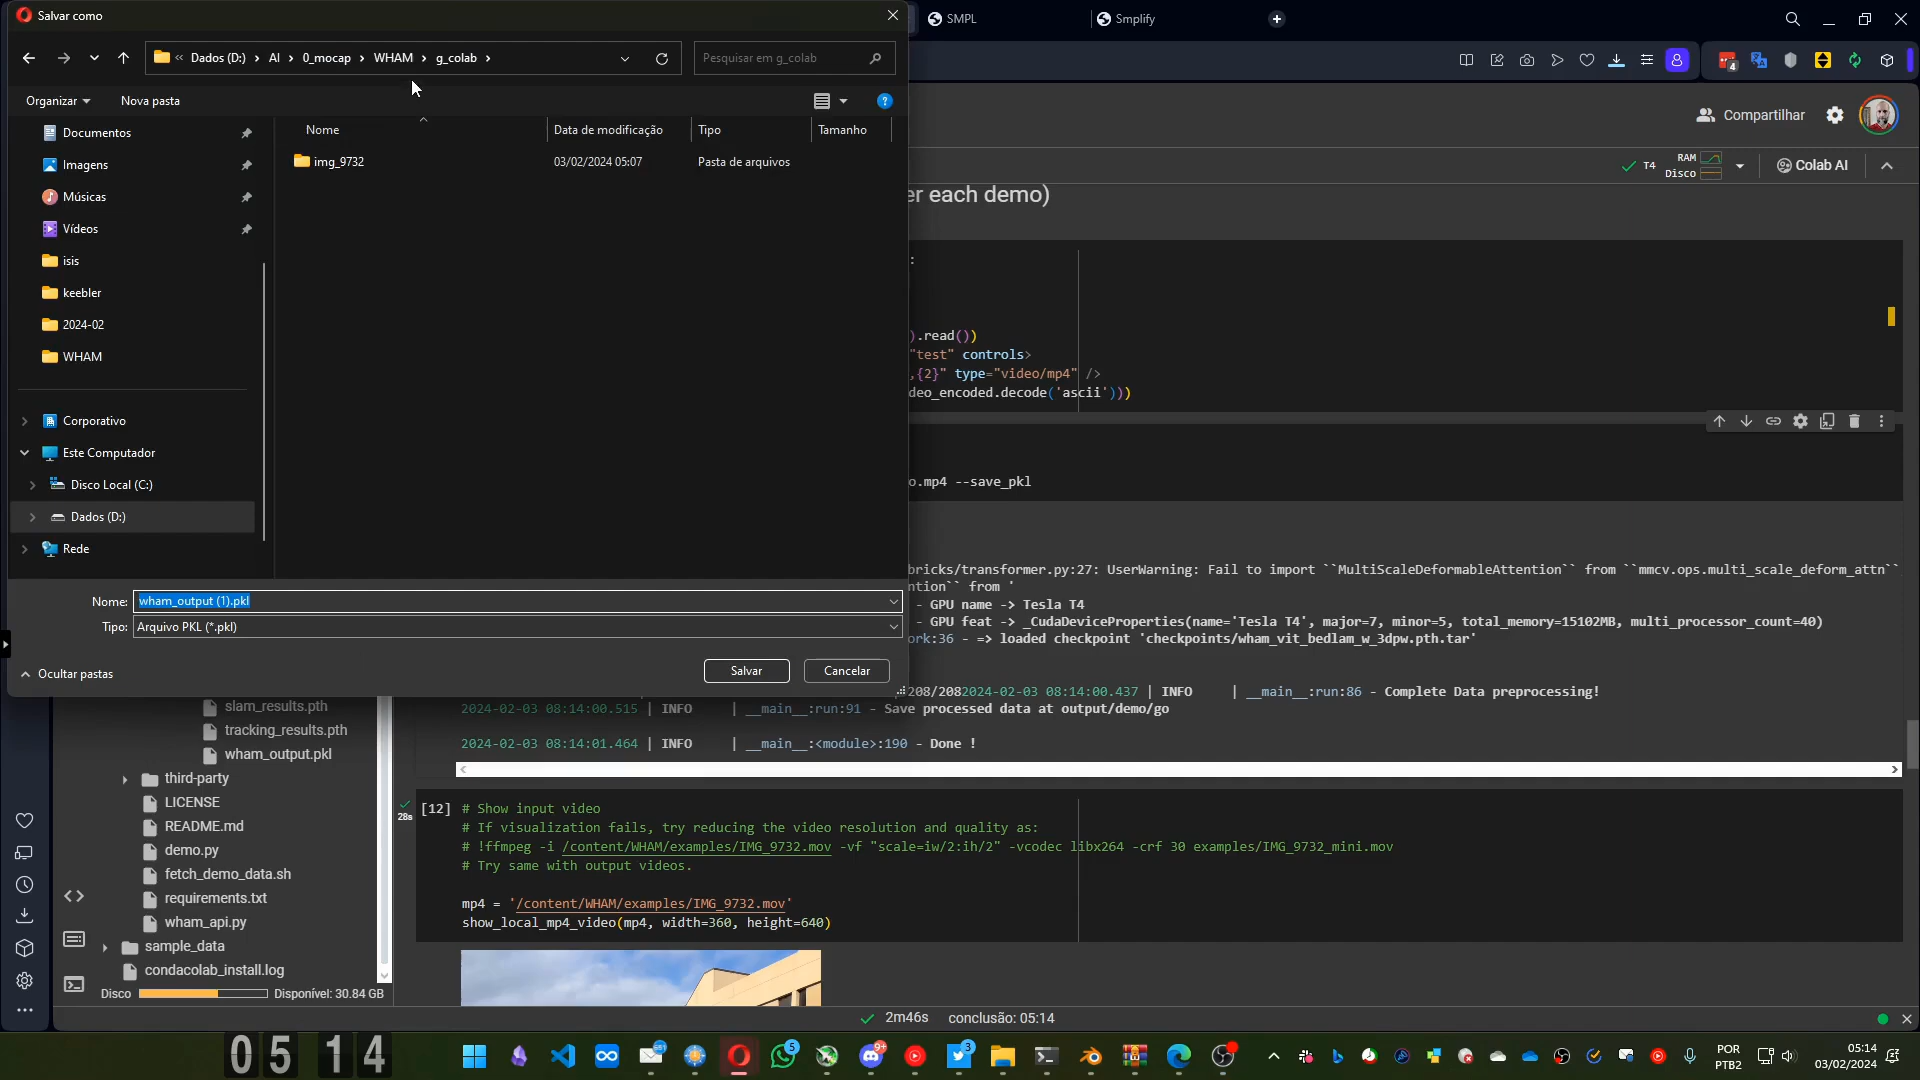 Salvar como
SMPL
Smplify
Dados (D:) > AI > 0_mocap > WHAM > g_colab >
Pesquisar em g_colab
4
Organizar
Nova pasta
Nome
Data de modificação
Tipo
Tamanho
img_9732
03/02/2024 05:07
Pasta de arquivos
Documentos
Imagens
Músicas
Vídeos
isis
keebler
2024-02
WHAM
Corporativo
Este Computador
Disco Local (C:)
Dados (D:)
Rede
Nome: wham_output (1).pkl
Tipo: Arquivo PKL (*.pkl)
Ocultar pastas
Salvar
Cancelar
Compartilhar
T4
RAM
Disco
Colab AI
er each demo)
:
).read())
"test" controls>
,{2}" type="video/mp4" />
deo_encoded.decode('ascii')))
o.mp4 --save_pkl
bricks/transformer.py:27: UserWarning: Fail to import ``MultiScaleDeformableAttention`` from ``mmcv.ops.multi_scale_deform_attn``
ntion`` from '
- GPU name -> Tesla T4
- GPU feat -> _CudaDeviceProperties(name='Tesla T4', major=7, minor=5, total_memory=15102MB, multi_processor_count=40)
ork:36 - => loaded checkpoint 'checkpoints/wham_vit_bedlam_w_3dpw.pth.tar'
208/2082024-02-03 08:14:00.437 | INFO | __main__:run:86 - Complete Data preprocessing!
2024-02-03 08:14:00.515 | INFO | __main__:run:91 - Save processed data at output/demo/go
2024-02-03 08:14:01.464 | INFO | __main__:<module>:190 - Done !
slam_results.pth
tracking_results.pth
wham_output.pkl
third-party
LICENSE
README.md
demo.py
fetch_demo_data.sh
requirements.txt
wham_api.py
sample_data
condacolab_install.log
Disco
Disponível: 30.84 GB
28s
[12] # Show input video
# If visualization fails, try reducing the video resolution and quality as:
# !ffmpeg -i /content/WHAM/examples/IMG_9732.mov -vf "scale=iw/2:ih/2" -vcodec libx264 -crf 30 examples/IMG_9732_mini.mov
# Try same with output videos.
mp4 = '/content/WHAM/examples/IMG_9732.mov'
show_local_mp4_video(mp4, width=360, height=640)
2m46s conclusão: 05:14
05 14
5
9+
3
POR
PTB2
05:14
03/02/2024